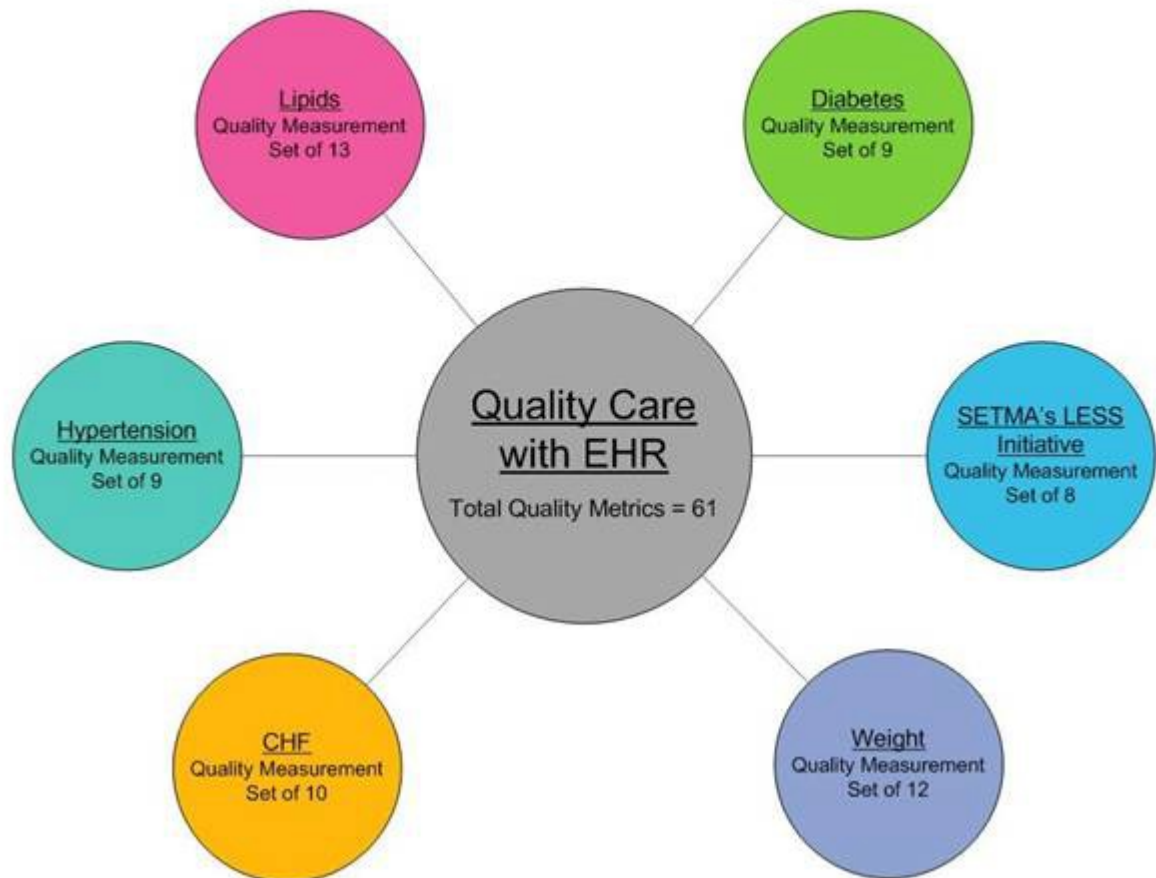 Lipids
Quality Measurement
Set of 13
Diabetes
Quality Measurement
Set of 9
Hypertension
Quality Measurement
Set of 9
Quality Care
with EHR
Total Quality Metrics = 61
SETMA's LESS
Initiative
Quality Measurement
Set of 8
CHF
Quality Measurement
Set of 10
Weight
Quality Measurement
Set of 12